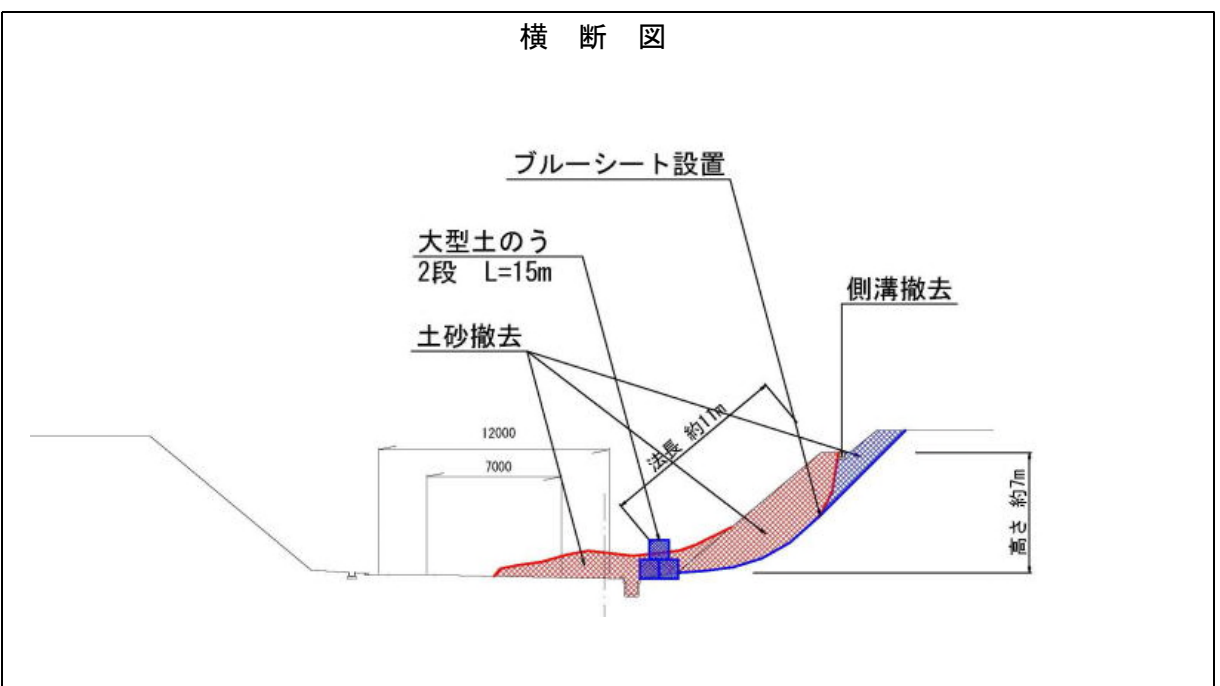 横断図
ブルーシート設置
大型土のう
2段 L=15m
側溝撤去
土砂撤去
法長 約11m
12000
7000
高さ 約7m